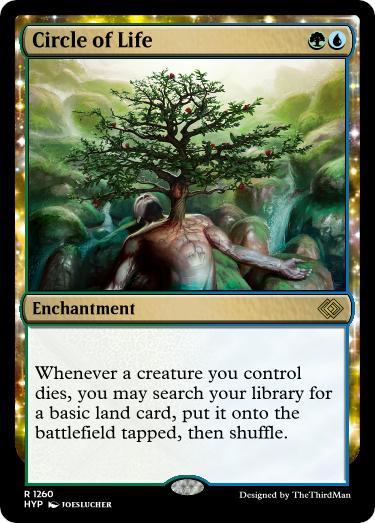 Circle of Life
Enchantment
Whenever a creature you control
dies, you may search your library for
a basic land card, put it onto the
battlefield tapped, then shuffle.
R 1260
HYP JOESLUCHER
Designed by TheThirdMan